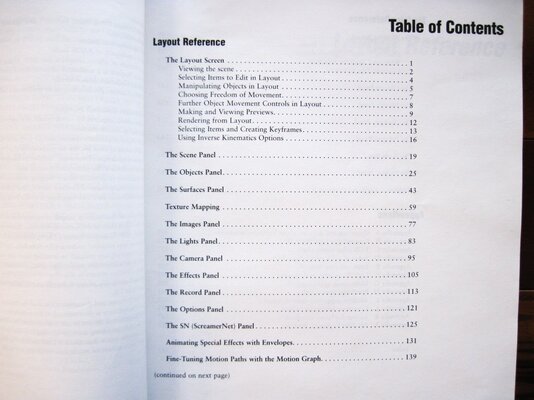 Table of Contents
Layout Reference
The Layout Screen . . . . . . . . . . . . . . . . . . . . . . . . . . . . . . . . . . . . . 1
Viewing the scene . . . . . . . . . . . . . . . . . . . . . . . . . . . . . . . . . . . 2
Selecting Items to Edit in Layout . . . . . . . . . . . . . . . . . . . . . . . . . 4
Manipulating Objects in Layout . . . . . . . . . . . . . . . . . . . . . . . . . 5
Choosing Freedom of Movement. . . . . . . . . . . . . . . . . . . . . . . . . 7
Further Object Movement Controls in Layout . . . . . . . . . . . . . . . . 8
Making and Viewing Previews. . . . . . . . . . . . . . . . . . . . . . . . . . . 9
Rendering from Layout. . . . . . . . . . . . . . . . . . . . . . . . . . . . . . . 12
Selecting Items and Creating Keyframes. . . . . . . . . . . . . . . . . . . . 13
Using Inverse Kinematics Options . . . . . . . . . . . . . . . . . . . . . . . 16
The Scene Panel . . . . . . . . . . . . . . . . . . . . . . . . . . . . . . . . . . . . . 19
The Objects Panel. . . . . . . . . . . . . . . . . . . . . . . . . . . . . . . . . . . . 25
The Surfaces Panel . . . . . . . . . . . . . . . . . . . . . . . . . . . . . . . . . . . 43
Texture Mapping . . . . . . . . . . . . . . . . . . . . . . . . . . . . . . . . . . . . 59
The Images Panel . . . . . . . . . . . . . . . . . . . . . . . . . . . . . . . . . . . . 77
The Lights Panel. . . . . . . . . . . . . . . . . . . . . . . . . . . . . . . . . . . . . 83
The Camera Panel . . . . . . . . . . . . . . . . . . . . . . . . . . . . . . . . . . . 95
The Effects Panel . . . . . . . . . . . . . . . . . . . . . . . . . . . . . . . . . . . 105
The Record Panel . . . . . . . . . . . . . . . . . . . . . . . . . . . . . . . . . . . 113
The Options Panel . . . . . . . . . . . . . . . . . . . . . . . . . . . . . . . . . . 121
The SN (ScreamerNet) Panel . . . . . . . . . . . . . . . . . . . . . . . . . . . 125
Animating Special Effects with Envelopes. . . . . . . . . . . . . . . . . . . 131
Fine-Tuning Motion Paths with the Motion Graph. . . . . . . . . . . . . . 139
(continued on next page)